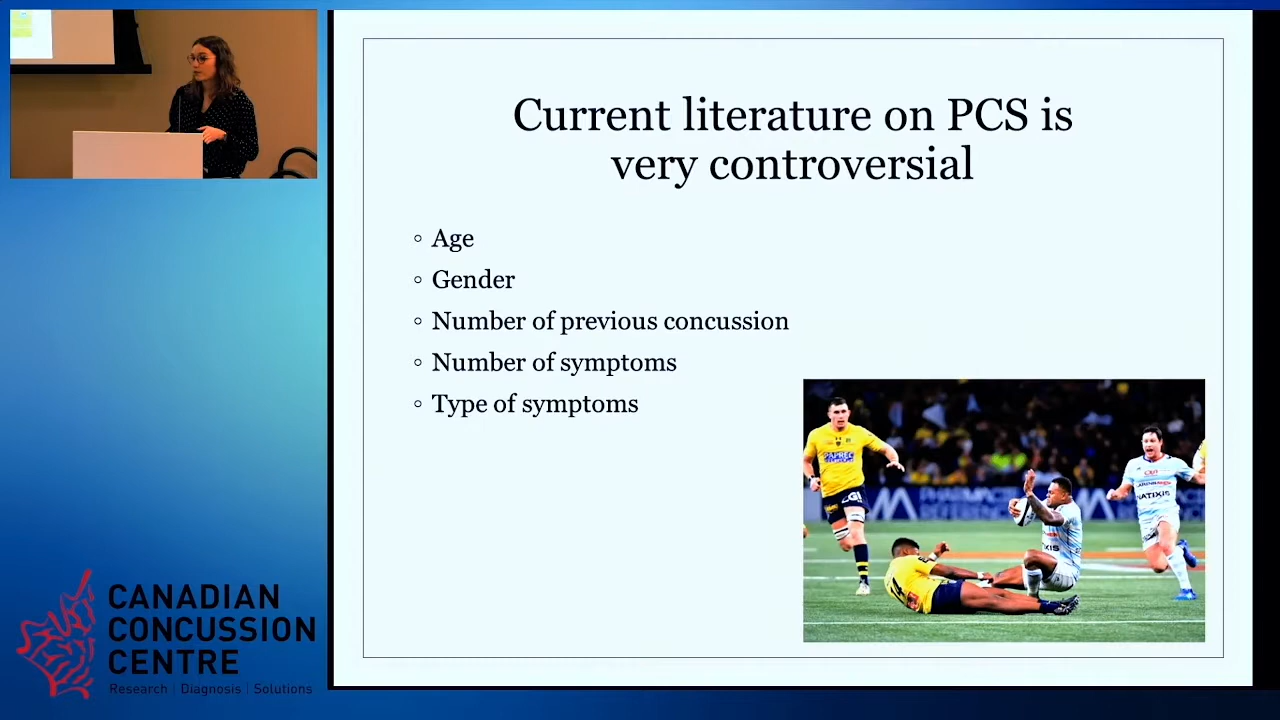 Current literature on PCS is
very controversial
Age
Gender
Number of previous concussion
Number of symptoms
Type of symptoms
PAPREC
NATIXIS
CANADIAN
CONCUSSION
CENTRE
Research | Diagnosis | Solutions